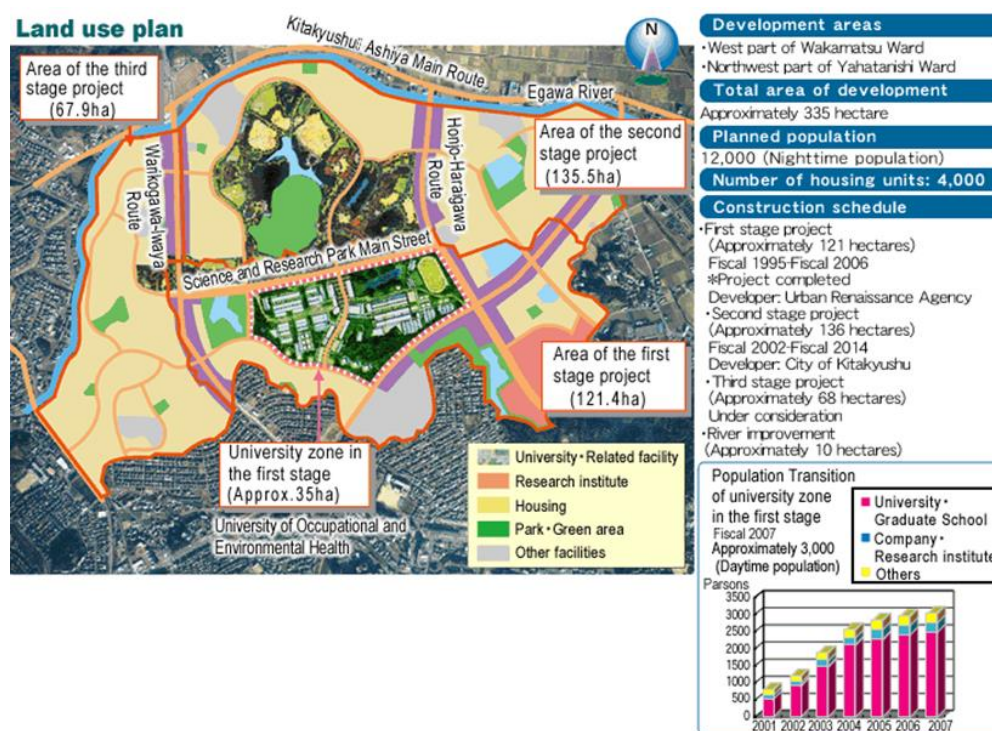 Land use plan
Kitakyushu Ashiya Main Route
N
Area of the third
stage project
(67.9ha)
Egawa River
Warikogawa-Iwaya
Route
Honjo-Haraigawa
Route
Area of the second
stage project
(135.5ha)
Science and Research Park Main Street
Area of the first
stage project
(121.4ha)
University zone in
the first stage
(Approx.35ha)
University of Occupational and
Environmental Health
University・Related facility
Research institute
Housing
Park・Green area
Other facilities
Development areas
・West part of Wakamatsu Ward
・Northwest part of Yahatanishi Ward
Total area of development
Approximately 335 hectare
Planned population
12,000 (Nighttime population)
Number of housing units: 4,000
Construction schedule
・First stage project
(Approximately 121 hectares)
Fiscal 1995-Fiscal 2006
※Project completed
Developer: Urban Renaissance Agency
・Second stage project
(Approximately 136 hectares)
Fiscal 2002-Fiscal 2014
Developer: City of Kitakyushu
・Third stage project
(Approximately 68 hectares)
Under consideration
・River improvement
(Approximately 10 hectares)
Population Transition
of university zone
in the first stage
Fiscal 2007
Approximately 3,000
(Daytime population)
University・
Graduate School
Company・
Research institute
Others
Parsons
3500
3000
2500
2000
1500
1000
500
0
2001 2002 2003 2004 2005 2006 2007